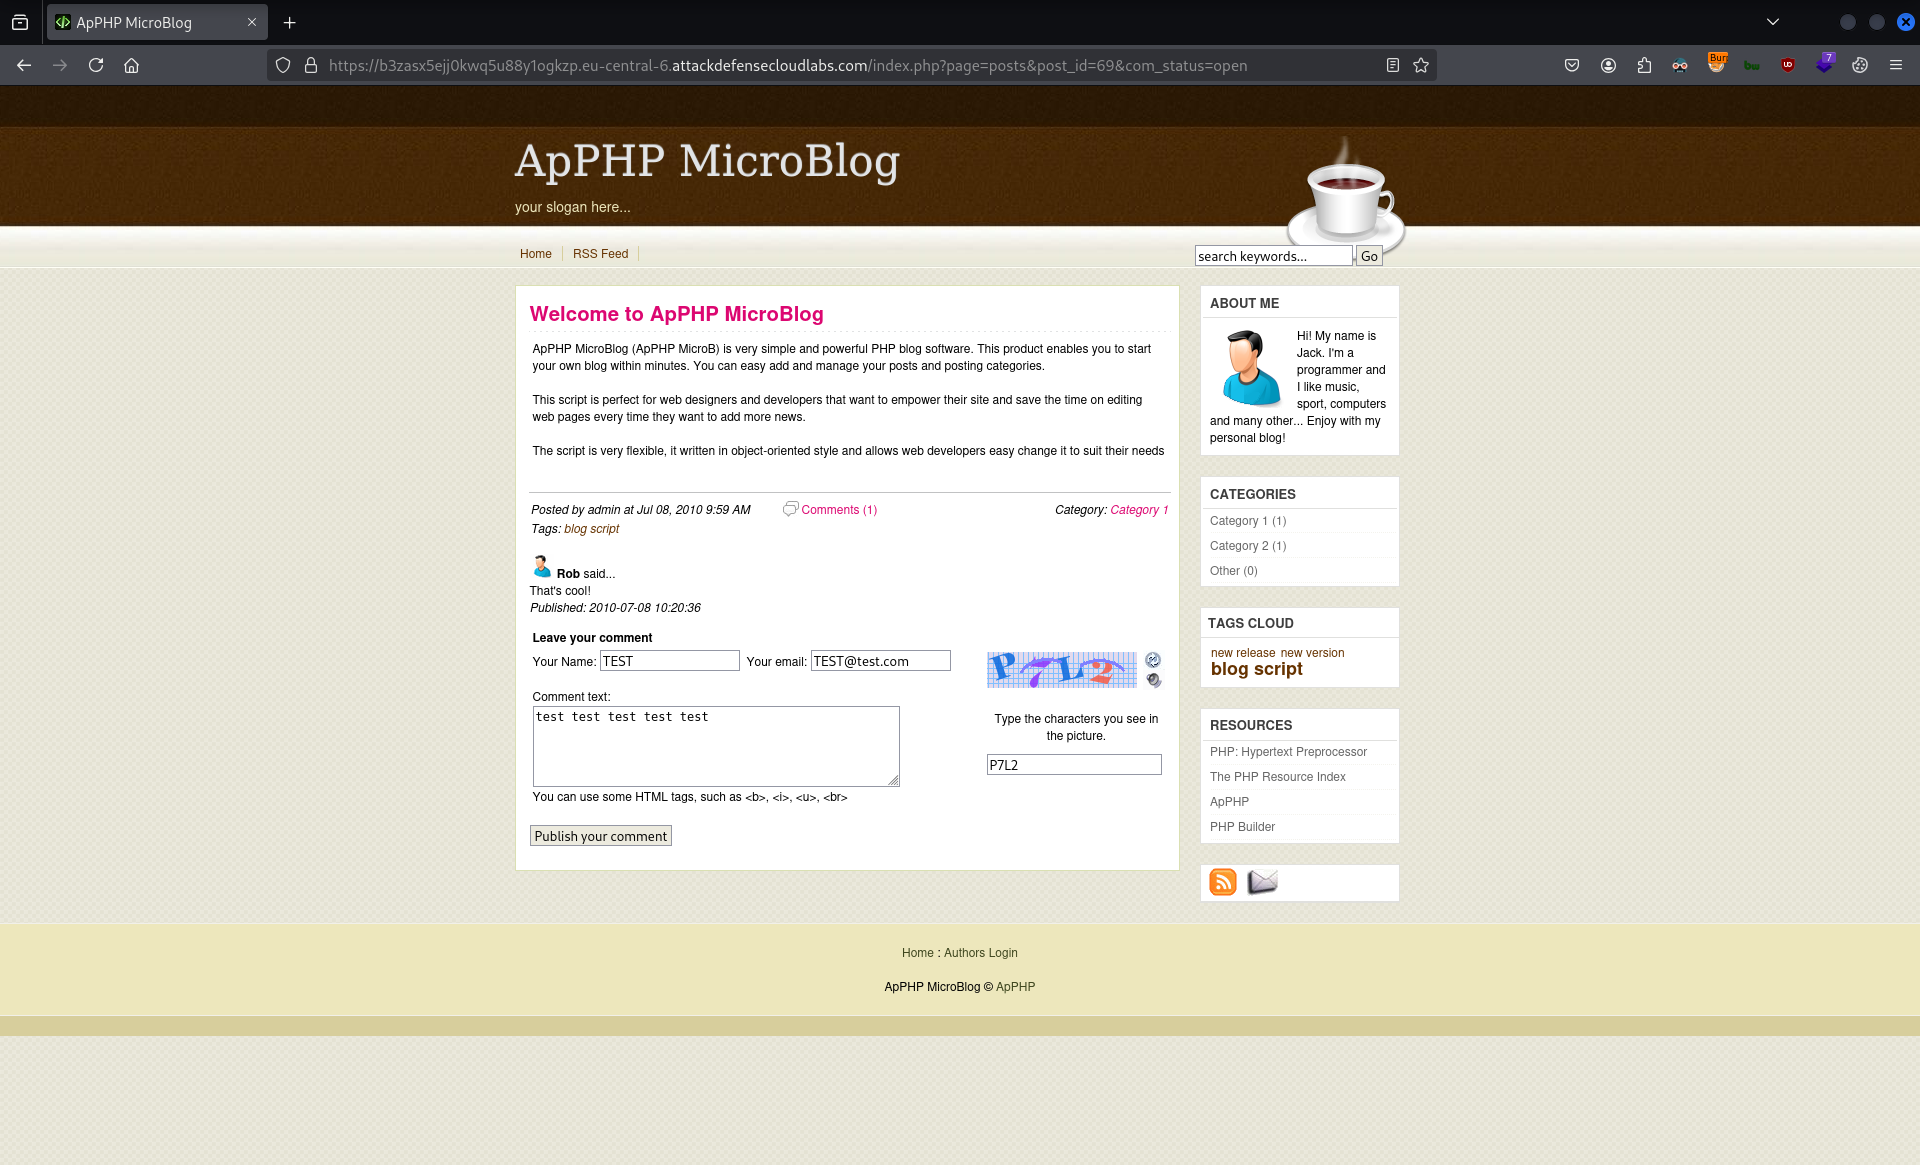 ApPHP MicroBlog
https://b3zasx5ejj0kwq5u88y1ogkzp.eu-central-6.attackdefensecloudlabs.com/index.php?page=posts&post_id=69&com_status=open
Bur
7
ApPHP MicroBlog
your slogan here...
Home
RSS Feed
search keywords...
Go
Welcome to ApPHP MicroBlog
ApPHP MicroBlog (ApPHP MicroB) is very simple and powerful PHP blog software. This product enables you to start
your own blog within minutes. You can easy add and manage your posts and posting categories.
This script is perfect for web designers and developers that want to empower their site and save the time on editing
web pages every time they want to add more news.
The script is very flexible, it written in object-oriented style and allows web developers easy change it to suit their needs
Posted by admin at Jul 08, 2010 9:59 AM
Comments (1)
Category: Category 1
Tags: blog script
Rob said...
That's cool!
Published: 2010-07-08 10:20:36
Leave your comment
Your Name: TEST
Your email: TEST@test.com
P7L2
Comment text:
test test test test test
Type the characters you see in
the picture.
P7L2
You can use some HTML tags, such as <b>, <i>, <u>, <br>
Publish your comment
ABOUT ME
Hi! My name is
Jack. I'm a
programmer and
I like music,
sport, computers
and many other... Enjoy with my
personal blog!
CATEGORIES
Category 1 (1)
Category 2 (1)
Other (0)
TAGS CLOUD
new release new version
blog script
RESOURCES
PHP: Hypertext Preprocessor
The PHP Resource Index
ApPHP
PHP Builder
Home : Authors Login
ApPHP MicroBlog © ApPHP